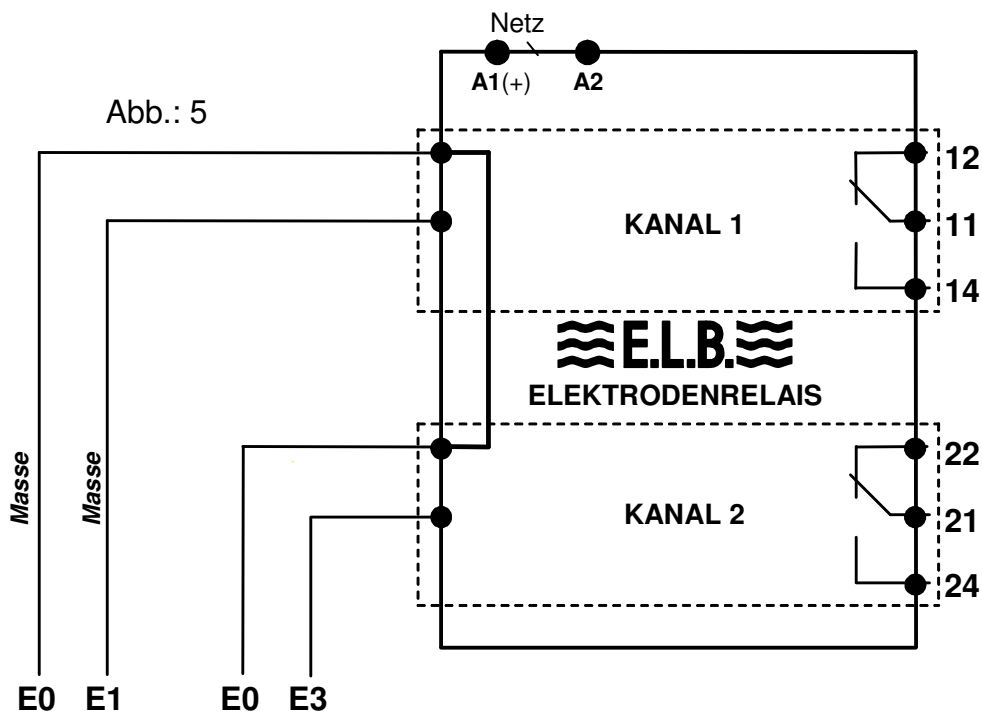 Netz
A1(+) A2
Abb.: 5
12
KANAL 1
11
14
E.L.B.
ELEKTRODENRELAIS
Masse
Masse
22
KANAL 2
21
24
E0 E1 E0 E3